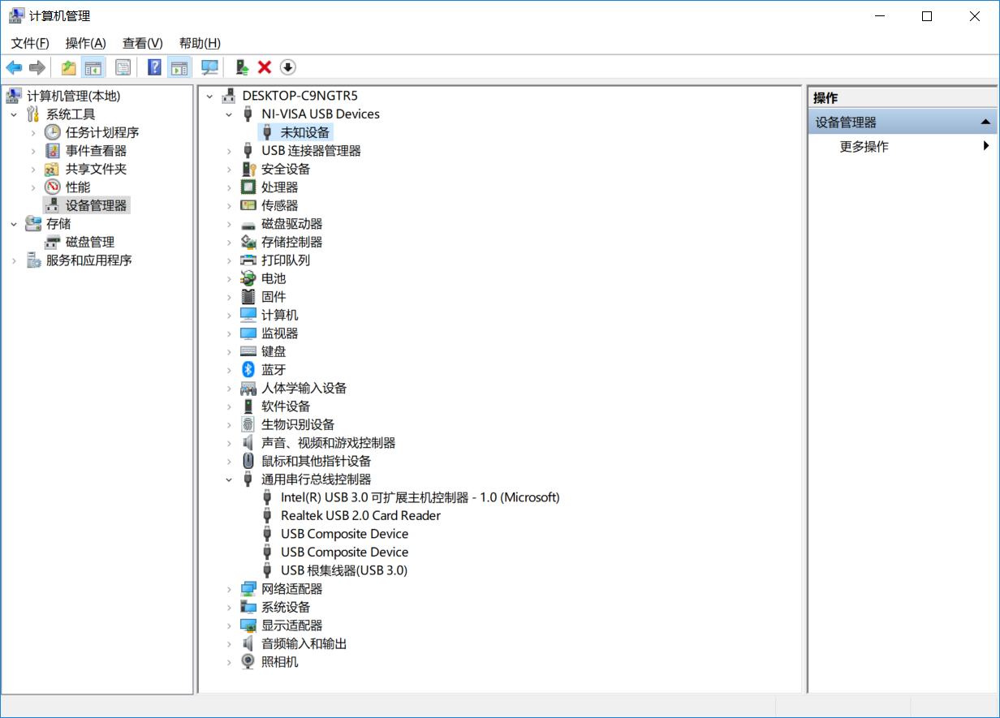 计算机管理
文件(F) 操作(A) 查看(V) 帮助(H)
计算机管理(本地)
系统工具
任务计划程序
事件查看器
共享文件夹
性能
设备管理器
存储
磁盘管理
服务和应用程序
DESKTOP-C9NGTR5
NI-VISA USB Devices
未知设备
USB 连接器管理器
安全设备
处理器
传感器
磁盘驱动器
存储控制器
打印队列
电池
固件
计算机
监视器
键盘
蓝牙
人体学输入设备
软件设备
生物识别设备
声音、视频和游戏控制器
鼠标和其他指针设备
通用串行总线控制器
Intel(R) USB 3.0 可扩展主机控制器 - 1.0 (Microsoft)
Realtek USB 2.0 Card Reader
USB Composite Device
USB Composite Device
USB 根集线器(USB 3.0)
网络适配器
系统设备
显示适配器
音频输入和输出
照相机
操作
设备管理器
更多操作